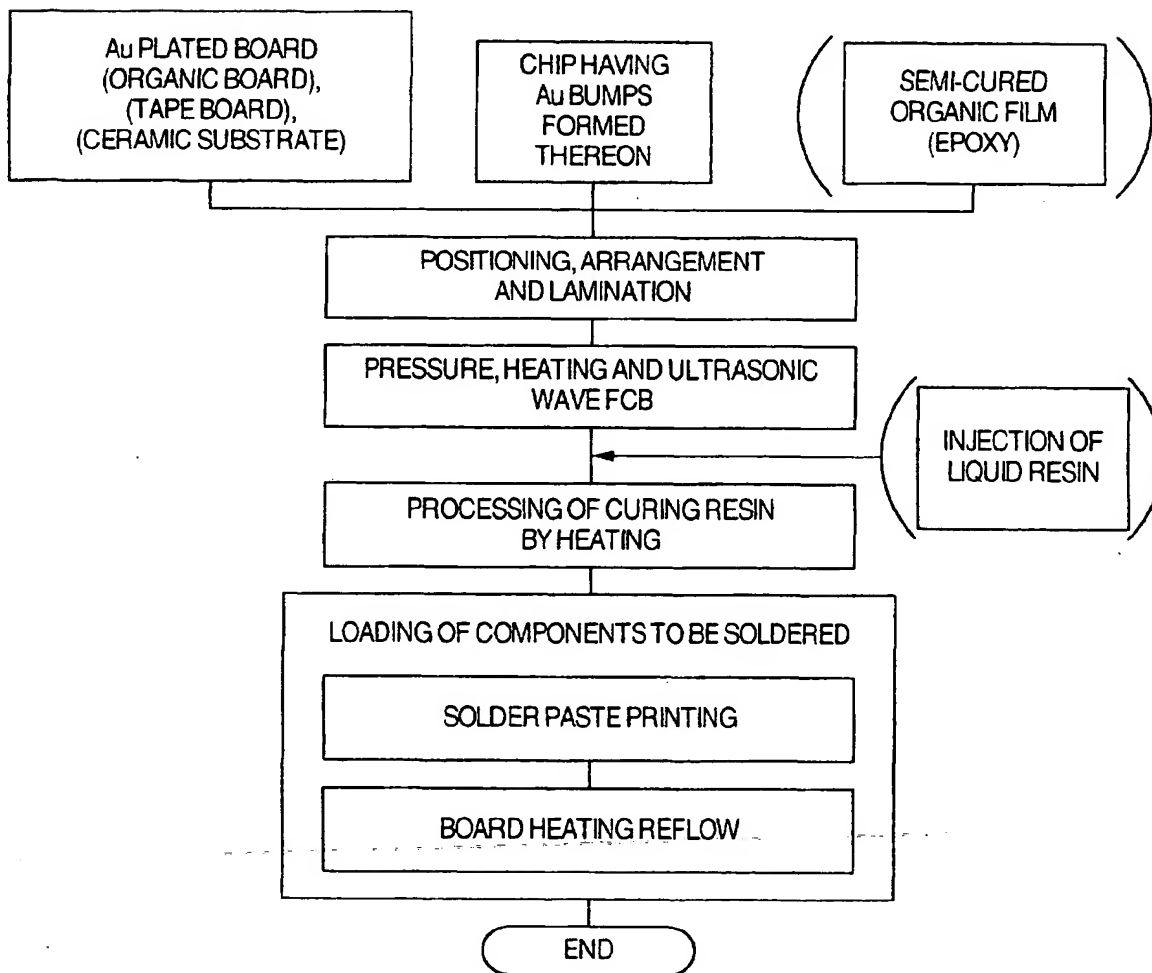 Au PLATED BOARD
(ORGANIC BOARD),
(TAPE BOARD),
(CERAMIC SUBSTRATE)
CHIP HAVING
Au BUMPS
FORMED
THEREON
SEMI-CURED
ORGANIC FILM
(EPOXY)
POSITIONING, ARRANGEMENT
AND LAMINATION
PRESSURE, HEATING AND ULTRASONIC
WAVE FCB
INJECTION OF
LIQUID RESIN
PROCESSING OF CURING RESIN
BY HEATING
LOADING OF COMPONENTS TO BE SOLDERED
SOLDER PASTE PRINTING
BOARD HEATING REFLOW
END